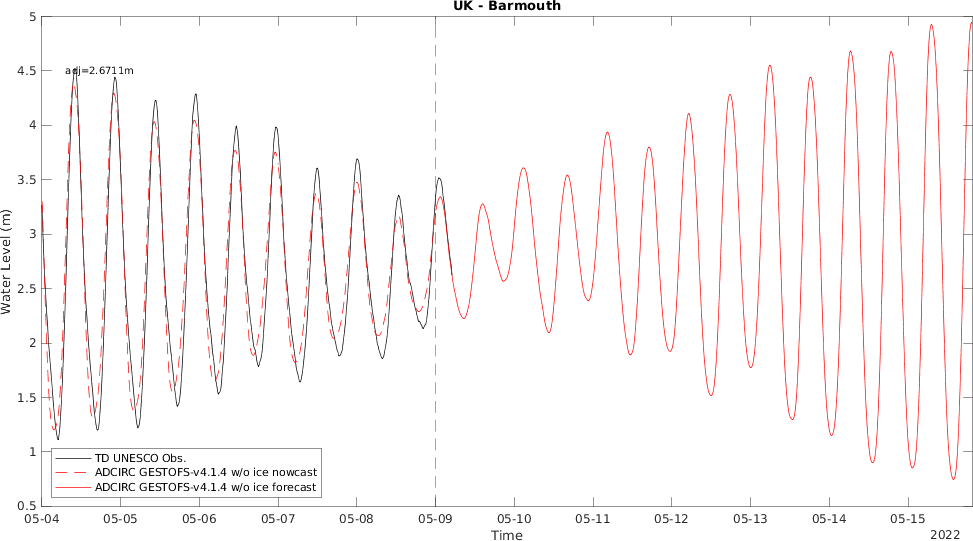 UK - Barmouth
adj=2.6711m
Water Level (m)
5
4.5
4
3.5
3
2.5
2
1.5
1
0.5
TD UNESCO Obs.
ADCIRC GESTOFS-v4.1.4 w/o ice nowcast
ADCIRC GESTOFS-v4.1.4 w/o ice forecast
05-04 05-05 05-06 05-07 05-08 05-09 05-10 05-11 05-12 05-13 05-14 05-15
Time
2022